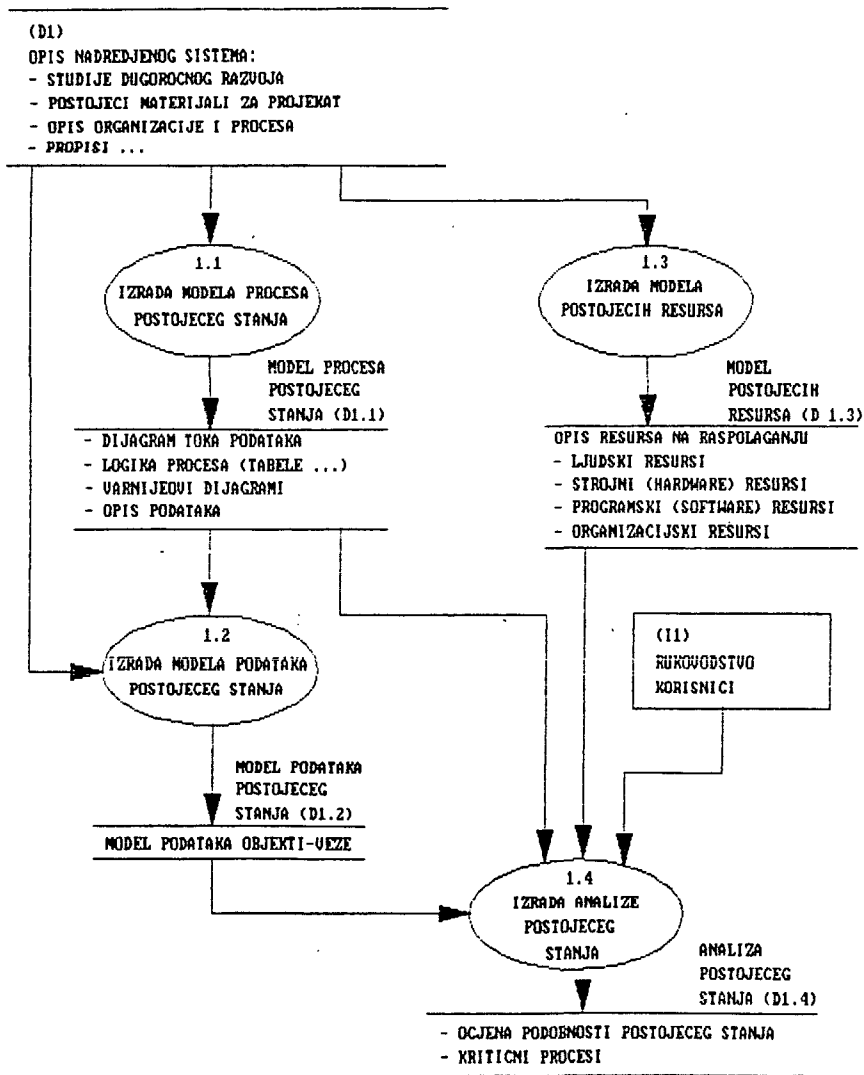 (D1)
OPIS NADREDJENOG SISTEMA:
- STUDIJE DUGOROCNOG RAZVOJA
- POSTOJECI MATERIJALI ZA PROJEKAT
- OPIS ORGANIZACIJE I PROCESA
- PROPISI ...
1.1
IZRADA MODELA PROCESA
POSTOJECEG STANJA
1.3
IZRADA MODELA
POSTOJECIH RESURSA
MODEL PROCESA
POSTOJECEG
STANJA (D1.1)
MODEL
POSTOJECIH
RESURSA (D 1.3)
- DIJAGRAM TOKA PODATAKA
- LOGIKA PROCESA (TABELE ...)
- VARNIJEOVI DIJAGRAMI
- OPIS PODATAKA
OPIS RESURSA NA RASPOLAGANJU
- LJUDSKI RESURSI
- STROJNI (HARDWARE) RESURSI
- PROGRAMSKI (SOFTWARE) RESURSI
- ORGANIZACIJSKI RESURSI
1.2
IZRADA MODELA PODATAKA
POSTOJECEG STANJA
(I1)
RUKOVODSTVO
KORISNICI
MODEL PODATAKA
POSTOJECEG
STANJA (D1.2)
MODEL PODATAKA OBJEKTI-VEZE
1.4
IZRADA ANALIZE
POSTOJECEG
STANJA
ANALIZA
POSTOJECEG
STANJA (D1.4)
- OCJENA PODOBNOSTI POSTOJECEG STANJA
- KRITICNI PROCESI